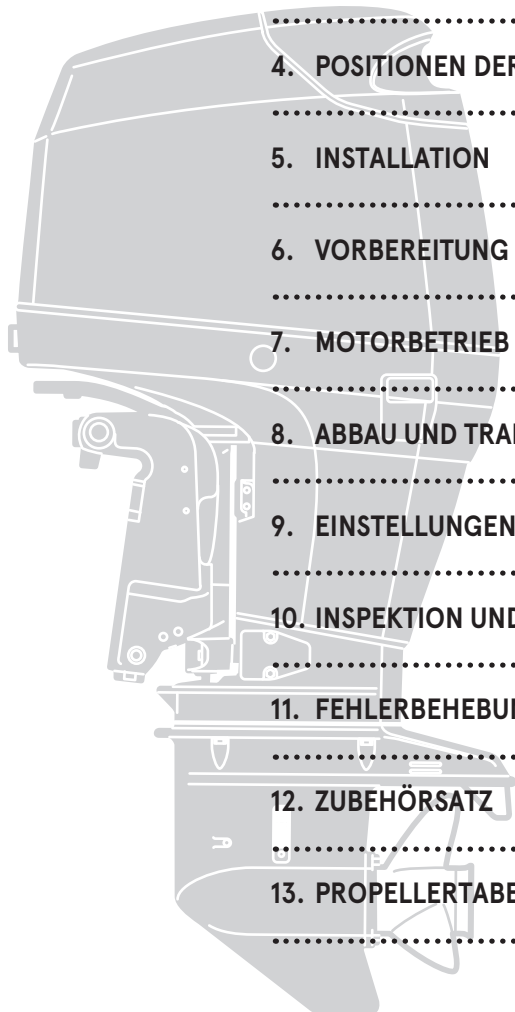 4. POSITIONEN DER
5. INSTALLATION
6. VORBEREITUNG
7. MOTORBETRIEB
8. ABBAU UND
9. EINSTELLUNGEN
10. INSPEKTION UND
11.
12. ZUBEHÖRSATZ
13.